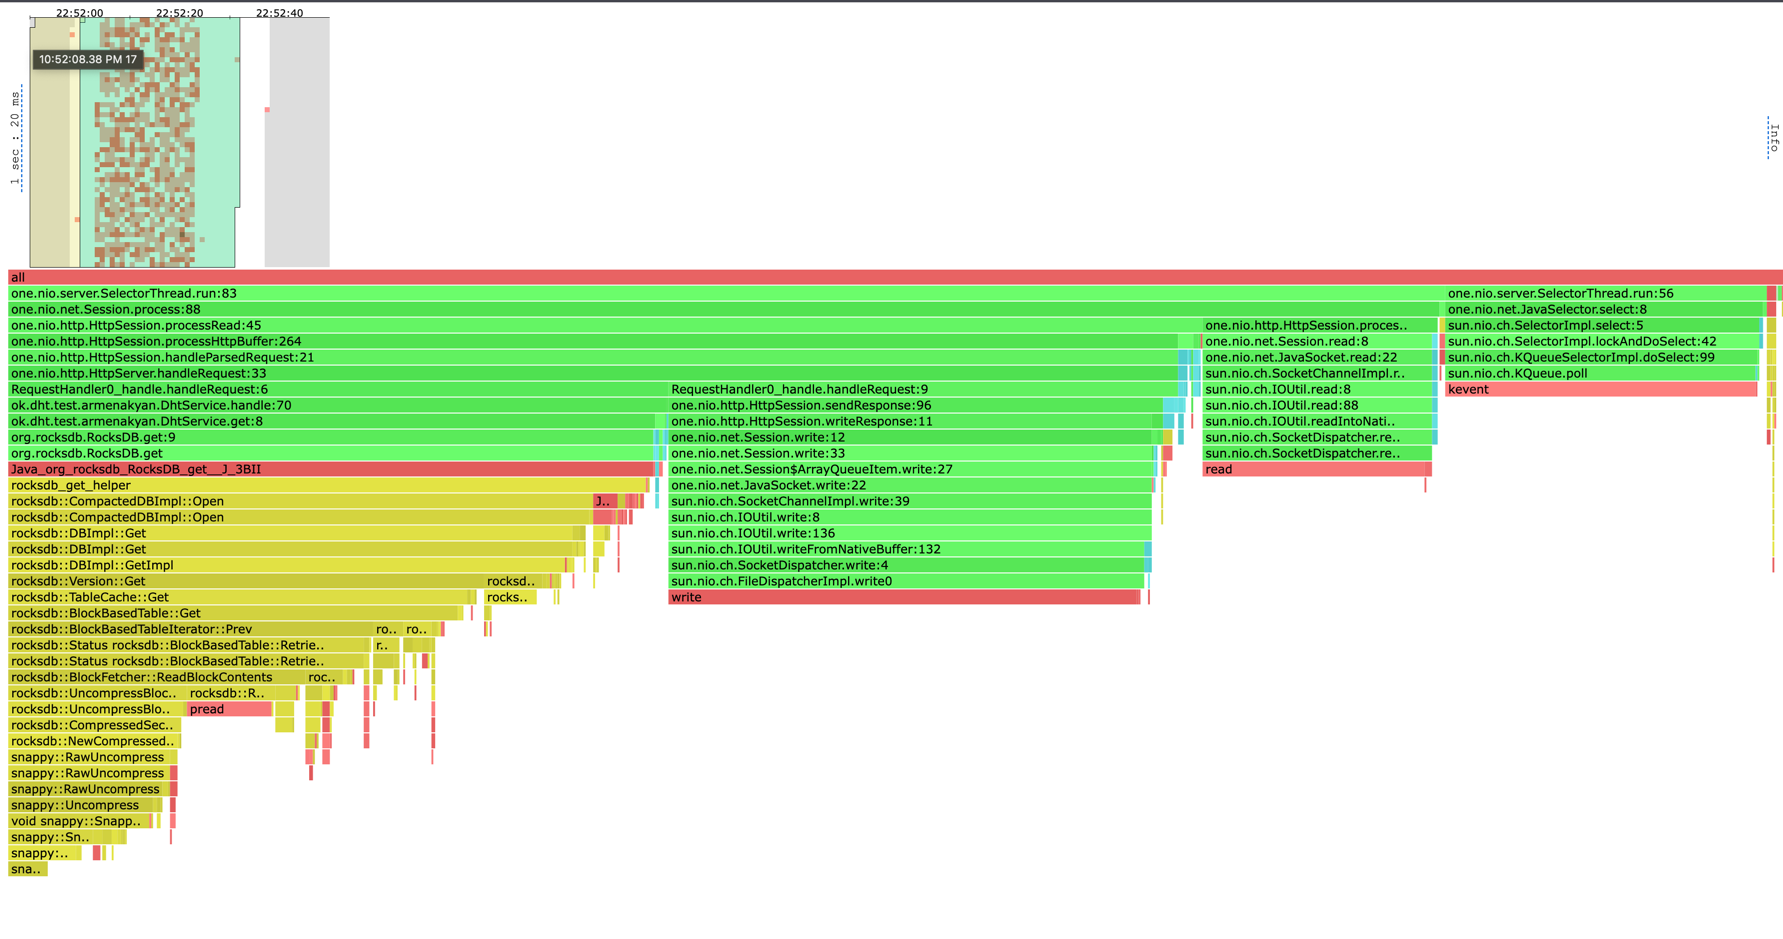 22:52:00 22:52:20 22:52:40
10:52:08.38 PM 17
1 sec : 20 ms
Info
all
one.nio.server.SelectorThread.run:83 one.nio.server.SelectorThread.run:56
one.nio.net.Session.process:88 one.nio.net.JavaSelector.select:8
one.nio.http.HttpSession.processRead:45 one.nio.http.HttpSession.proces.. sun.nio.ch.SelectorImpl.select:5
one.nio.http.HttpSession.processHttpBuffer:264 one.nio.net.Session.read:8 sun.nio.ch.SelectorImpl.lockAndDoSelect:42
one.nio.http.HttpSession.handleParsedRequest:21 one.nio.net.JavaSocket.read:22 sun.nio.ch.KQueueSelectorImpl.doSelect:99
one.nio.http.HttpServer.handleRequest:33 sun.nio.ch.SocketChannelImpl.r.. sun.nio.ch.KQueue.poll
RequestHandler0_handle.handleRequest:6 RequestHandler0_handle.handleRequest:9 sun.nio.ch.IOUtil.read:8 kevent
ok.dht.test.armenakyan.DhtService.handle:70 one.nio.http.HttpSession.sendResponse:96 sun.nio.ch.IOUtil.read:88
ok.dht.test.armenakyan.DhtService.get:8 one.nio.http.HttpSession.writeResponse:11 sun.nio.ch.IOUtil.readIntoNati..
org.rocksdb.RocksDB.get:9 one.nio.net.Session.write:12 sun.nio.ch.SocketDispatcher.re..
org.rocksdb.RocksDB.get one.nio.net.Session.write:33 sun.nio.ch.SocketDispatcher.re..
Java_org_rocksdb_RocksDB_get__J_3BII one.nio.net.Session$ArrayQueueItem.write:27 read
rocksdb_get_helper one.nio.net.JavaSocket.write:22
rocksdb::CompactedDBImpl::Open J.. sun.nio.ch.SocketChannelImpl.write:39
rocksdb::CompactedDBImpl::Open sun.nio.ch.IOUtil.write:8
rocksdb::DBImpl::Get sun.nio.ch.IOUtil.write:136
rocksdb::DBImpl::Get sun.nio.ch.IOUtil.writeFromNativeBuffer:132
rocksdb::DBImpl::GetImpl sun.nio.ch.SocketDispatcher.write:4
rocksdb::Version::Get rocksd.. sun.nio.ch.FileDispatcherImpl.write0
rocksdb::TableCache::Get rocks.. write
rocksdb::BlockBasedTable::Get
rocksdb::BlockBasedTableIterator::Prev ro.. ro..
rocksdb::Status rocksdb::BlockBasedTable::Retrie.. r..
rocksdb::Status rocksdb::BlockBasedTable::Retrie..
rocksdb::BlockFetcher::ReadBlockContents roc..
rocksdb::UncompressBloc.. rocksdb::R..
rocksdb::UncompressBlo.. pread
rocksdb::CompressedSec..
rocksdb::NewCompressed..
snappy::RawUncompress
snappy::RawUncompress
snappy::RawUncompress
snappy::Uncompress
void snappy::Snapp..
snappy::Sn..
snappy:..
sna..